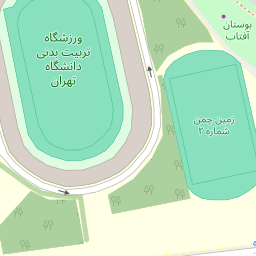 بوستان
آفتاب
ورزشگاه
تربیت بدنی
دانشگاه
تهران
زمین چمن
شماره ۲